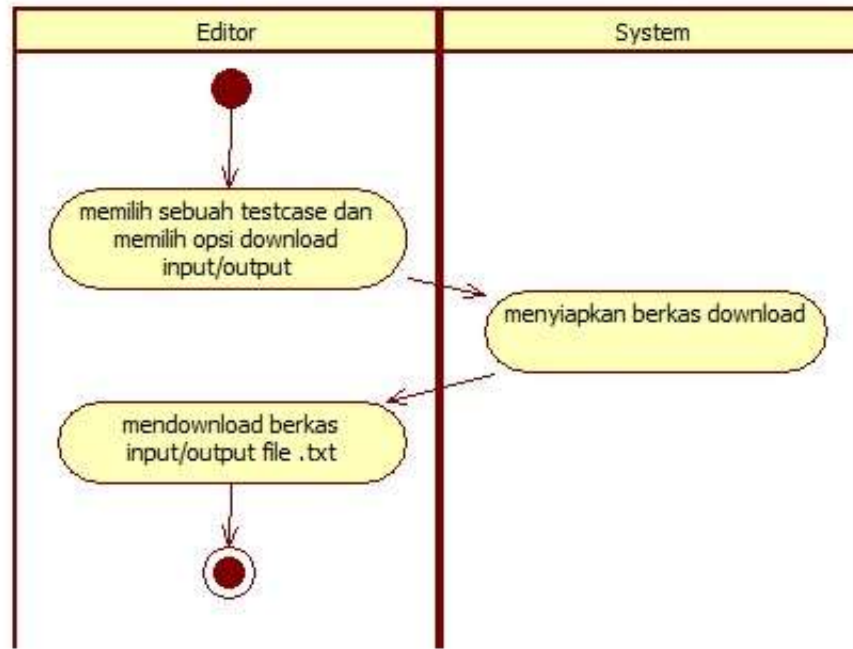 Editor
System
memilih sebuah testcase dan
memilih opsi download
input/output
menyiapkan berkas download
mendownload berkas
input/output file .txt